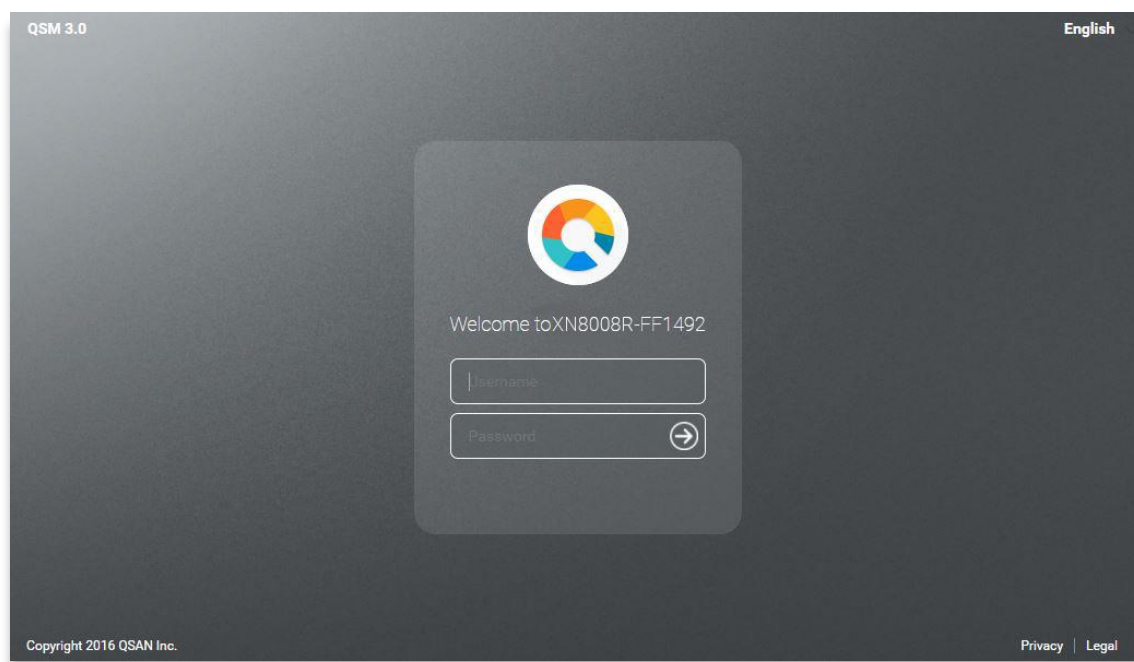 QSM 3.0
English
Welcome toXN8008R-FF1492
Username
Password
Copyright 2016 QSAN Inc.
Privacy | Legal